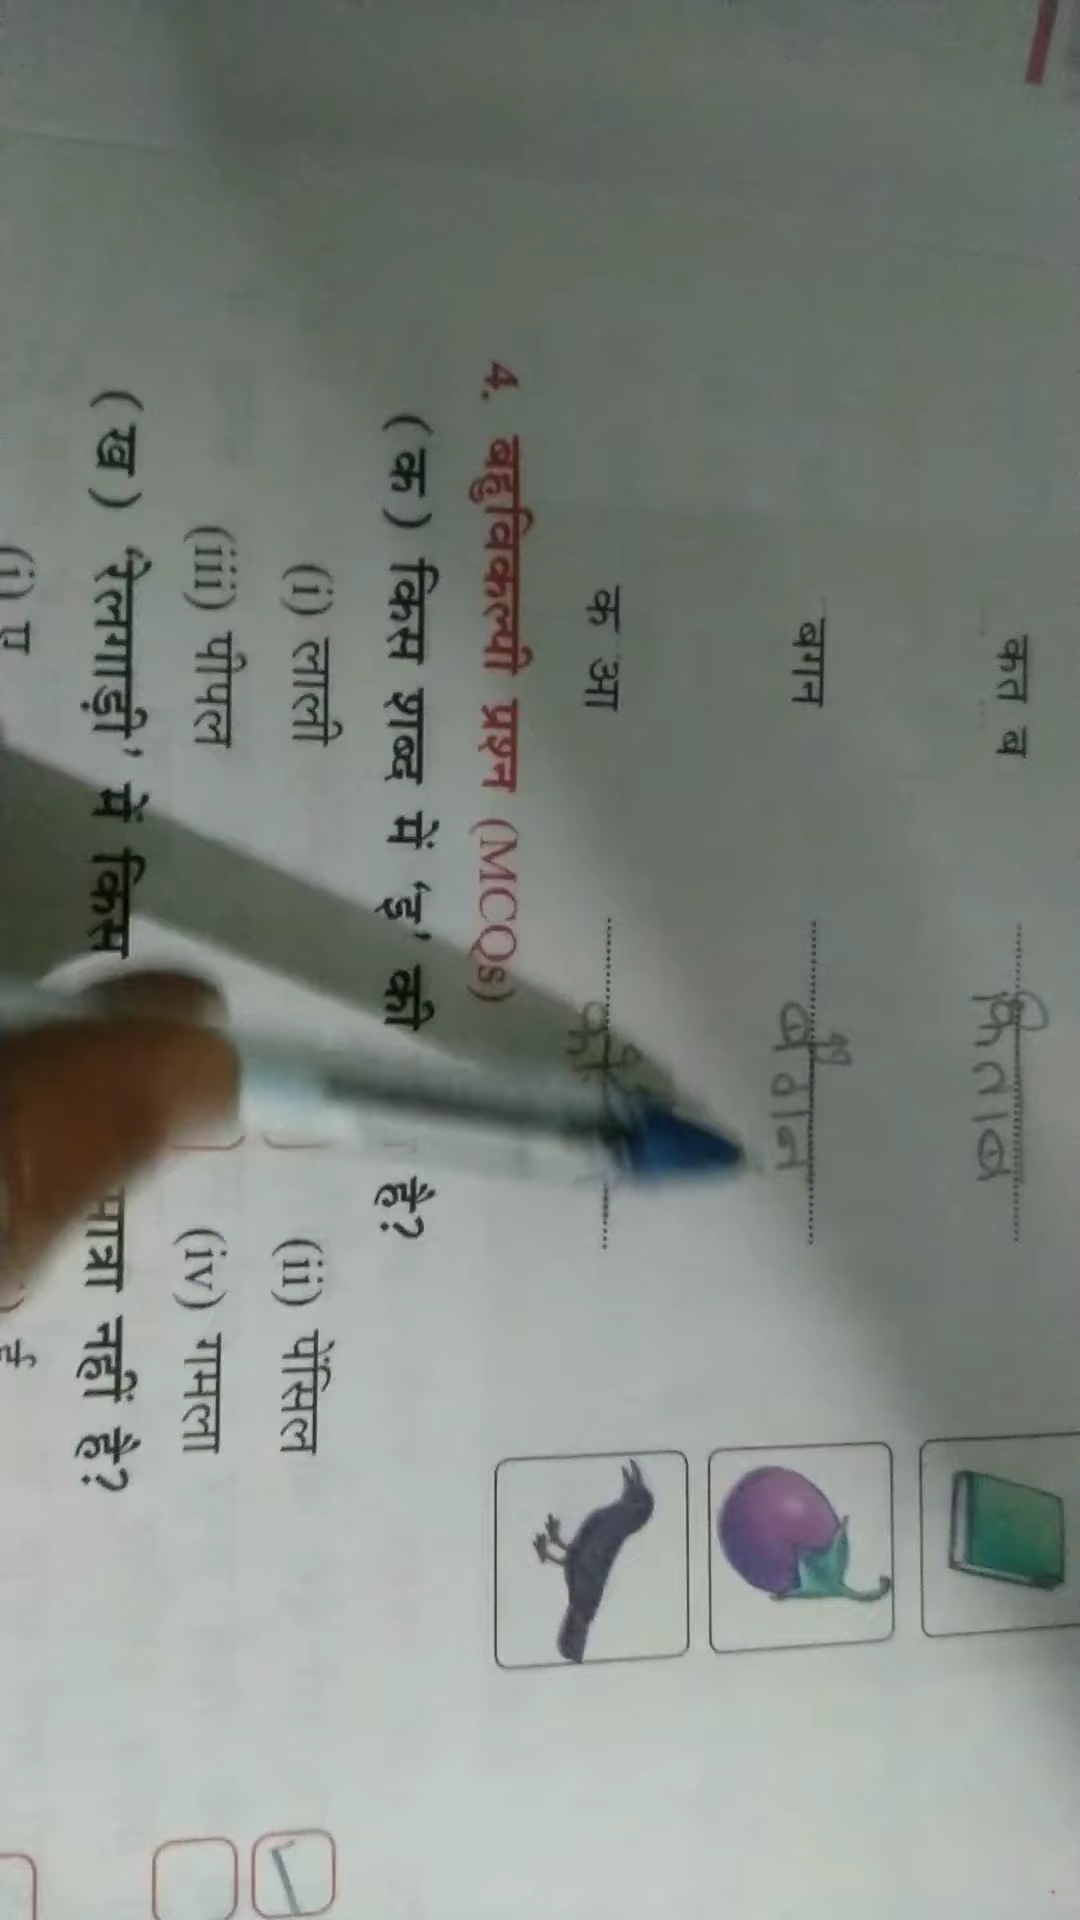 कत ब किताब
बगन बैंगन
क आ
4. बहुविकल्पी प्रश्न (MCQs)
(क) किस शब्द में 'इ' की है?
(i) लाली (ii) पेंसिल
(iii) पीपल (iv) गमला
(ख) 'रेलगाड़ी' में किस मात्रा नहीं है?
(i) ए ई